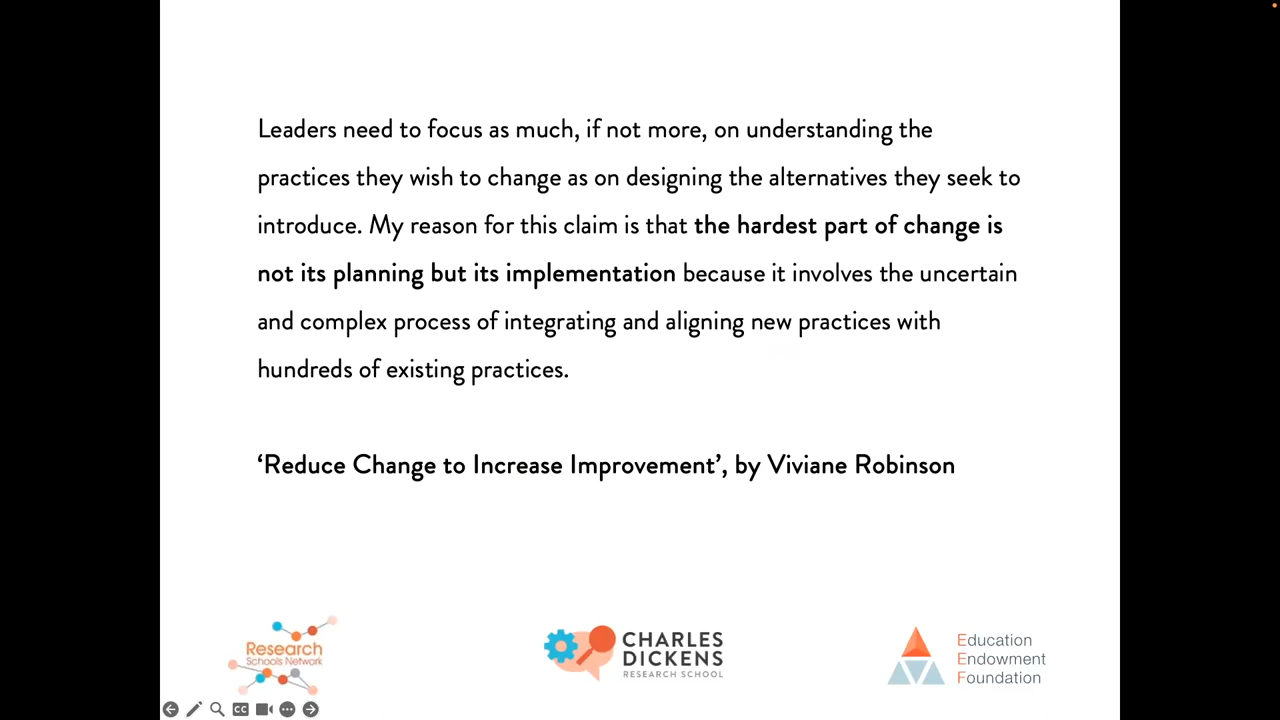 Leaders need to focus as much, if not more, on understanding the
practices they wish to change as on designing the alternatives they seek to
introduce. My reason for this claim is that the hardest part of change is
not its planning but its implementation because it involves the uncertain
and complex process of integrating and aligning new practices with
hundreds of existing practices.
‘Reduce Change to Increase Improvement’, by Viviane Robinson
Research
Schools Network
CHARLES
DICKENS
RESEARCH SCHOOL
Education
Endowment
Foundation
CC